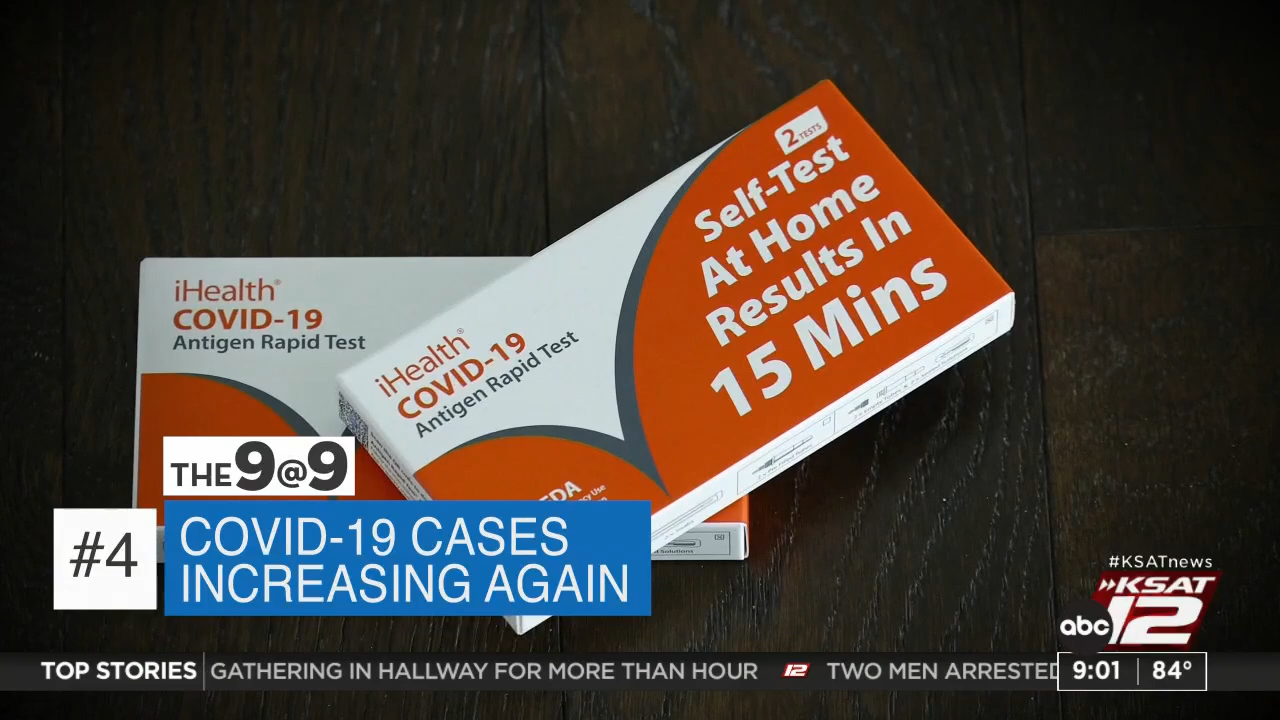 2 TESTS
Self-Test
At Home
Results In
15 Mins
iHealth®
COVID-19
Antigen Rapid Test
iHealth®
COVID-19
Antigen Rapid Test
THE 9@9
#4
COVID-19 CASES
INCREASING AGAIN
#KSATnews
KSAT
abc 12
TOP STORIES GATHERING IN HALLWAY FOR MORE THAN HOUR 12 TWO MEN ARRESTED 9:01 84°